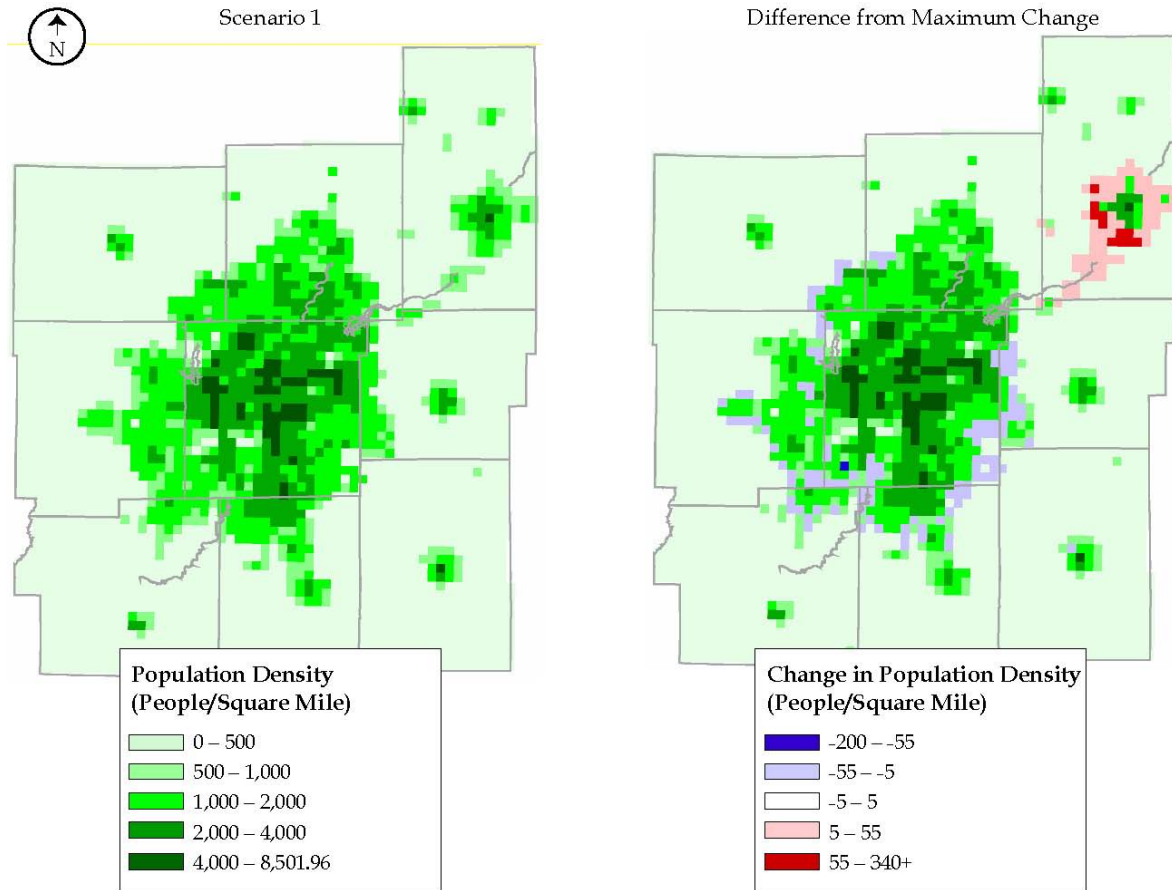 N
Scenario 1
Difference from Maximum Change
Population Density
(People/Square Mile)
0 – 500
500 – 1,000
1,000 – 2,000
2,000 – 4,000
4,000 – 8,501.96
Change in Population Density
(People/Square Mile)
-200 – -55
-55 – -5
-5 – 5
5 – 55
55 – 340+